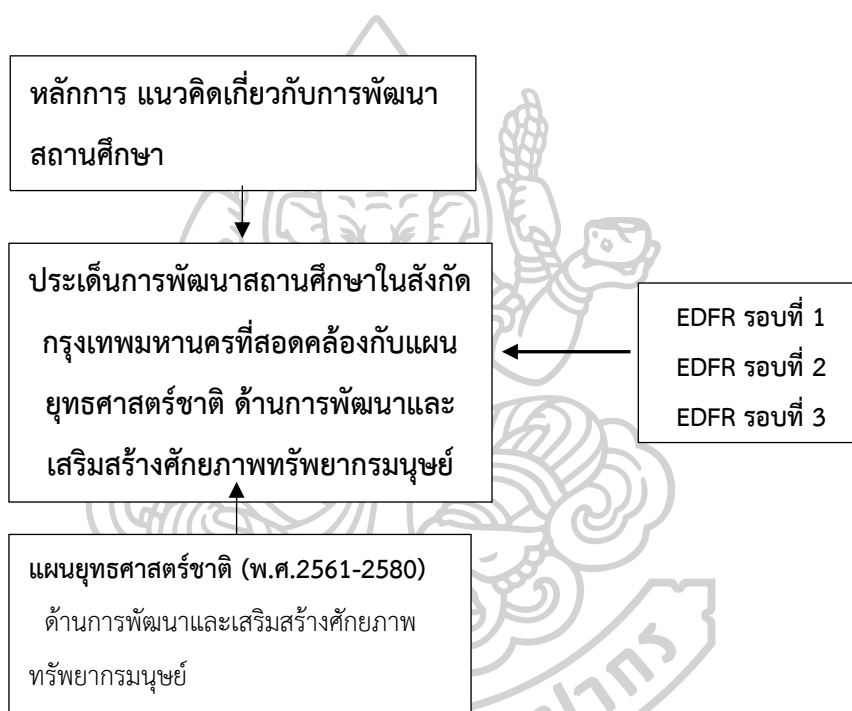 หลักการ แนวคิดเกี่ยวกับการพัฒนา
สถานศึกษา
ประเด็นการพัฒนาสถานศึกษาในสังกัด
กรุงเทพมหานครที่สอดคล้องกับแผน
ยุทธศาสตร์ชาติ ด้านการพัฒนาและ
เสริมสร้างศักยภาพทรัพยากรมนุษย์
EDFR รอบที่ 1
EDFR รอบที่ 2
EDFR รอบที่ 3
แผนยุทธศาสตร์ชาติ (พ.ศ.2561-2580)
ด้านการพัฒนาและเสริมสร้างศักยภาพ
ทรัพยากรมนุษย์
ปากร